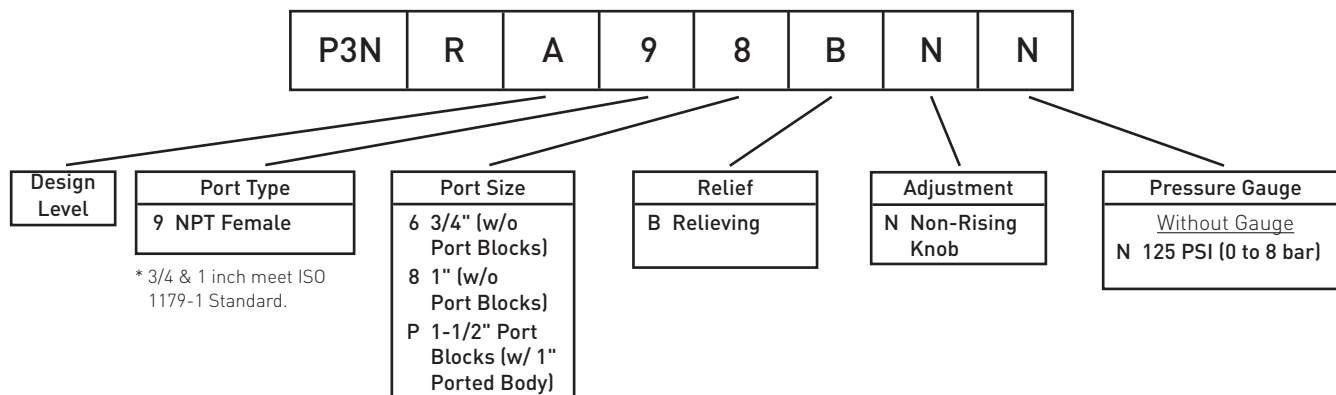 P3N R A 9 8 B N N
Design
Level
Port Type
9 NPT Female
* 3/4 & 1 inch meet ISO
1179-1 Standard.
Port Size
6 3/4" (w/o
Port Blocks)
8 1" (w/o
Port Blocks)
P 1-1/2" Port
Blocks (w/ 1"
Ported Body)
Relief
B Relieving
Adjustment
N Non-Rising
Knob
Pressure Gauge
Without Gauge
N 125 PSI (0 to 8 bar)